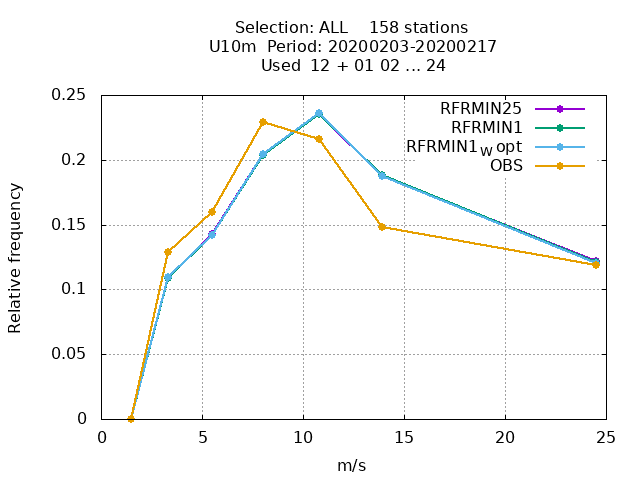 Selection: ALL    158 stations
U10m  Period: 20200203-20200217
Used  12 + 01 02 ... 24
0.25
0.2
0.15
0.1
0.05
0
0 5 10 15 20 25
Relative frequency
m/s
RFRMIN25
RFRMIN1
RFRMIN1w opt
OBS